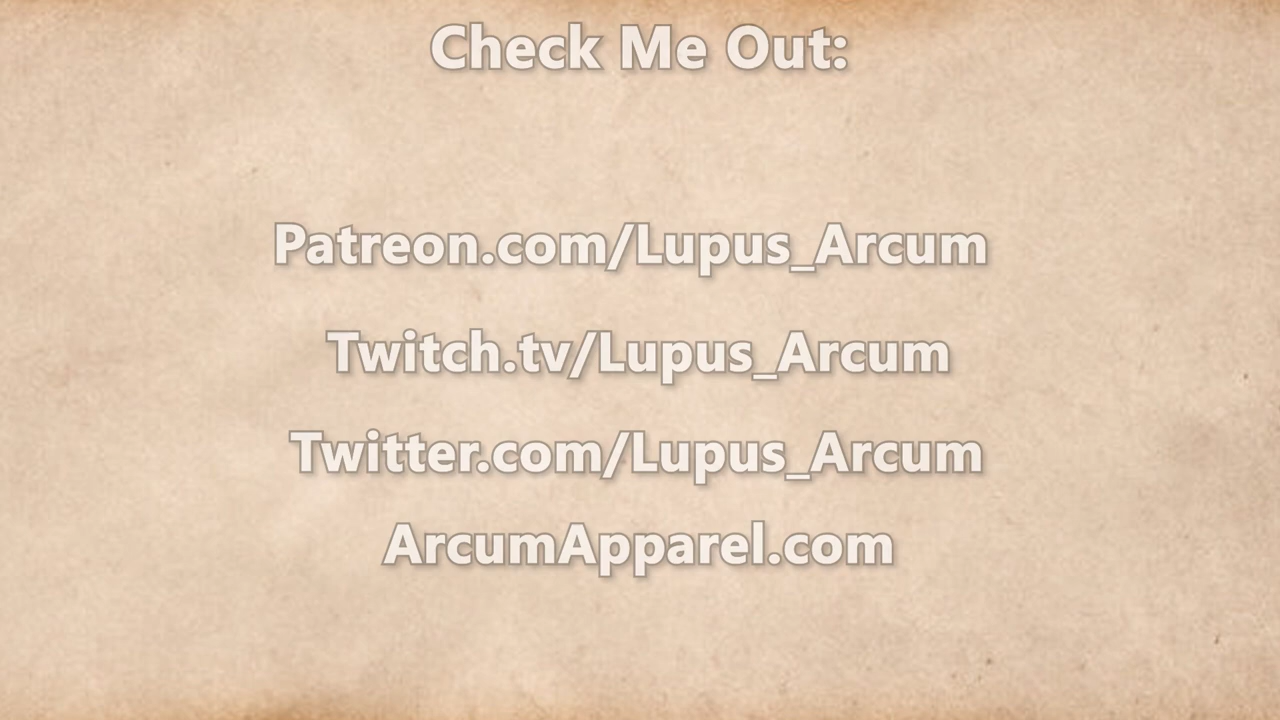 Check Me Out:
Patreon.com/Lupus_Arcum
Twitch.tv/Lupus_Arcum
Twitter.com/Lupus_Arcum
ArcumApparel.com